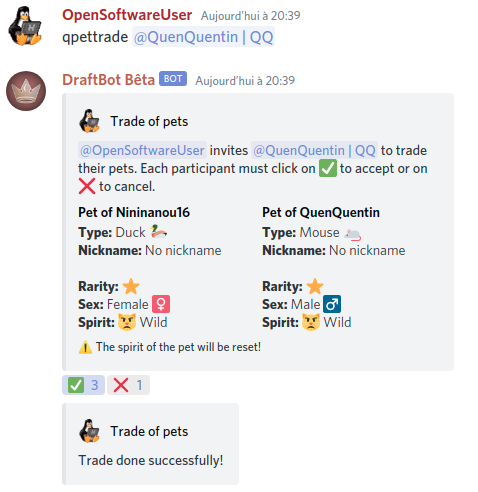 OpenSoftwareUser Aujourd'hui à 20:39
qpettrade @QuenQuentin | QQ
DraftBot Bêta BOT Aujourd'hui à 20:39
Trade of pets
@OpenSoftwareUser invites @QuenQuentin | QQ to trade
their pets. Each participant must click on ✅ to accept or on
❌ to cancel.
Pet of Nininanou16 Pet of QuenQuentin
Type: Duck 🦆 Type: Mouse 🐁
Nickname: No nickname Nickname: No nickname
Rarity: ⭐ Rarity: ⭐
Sex: Female ♀ Sex: Male ♂
Spirit: 😾 Wild Spirit: 😾 Wild
⚠️ The spirit of the pet will be reset!
✅ 3 ❌ 1
Trade of pets
Trade done successfully!